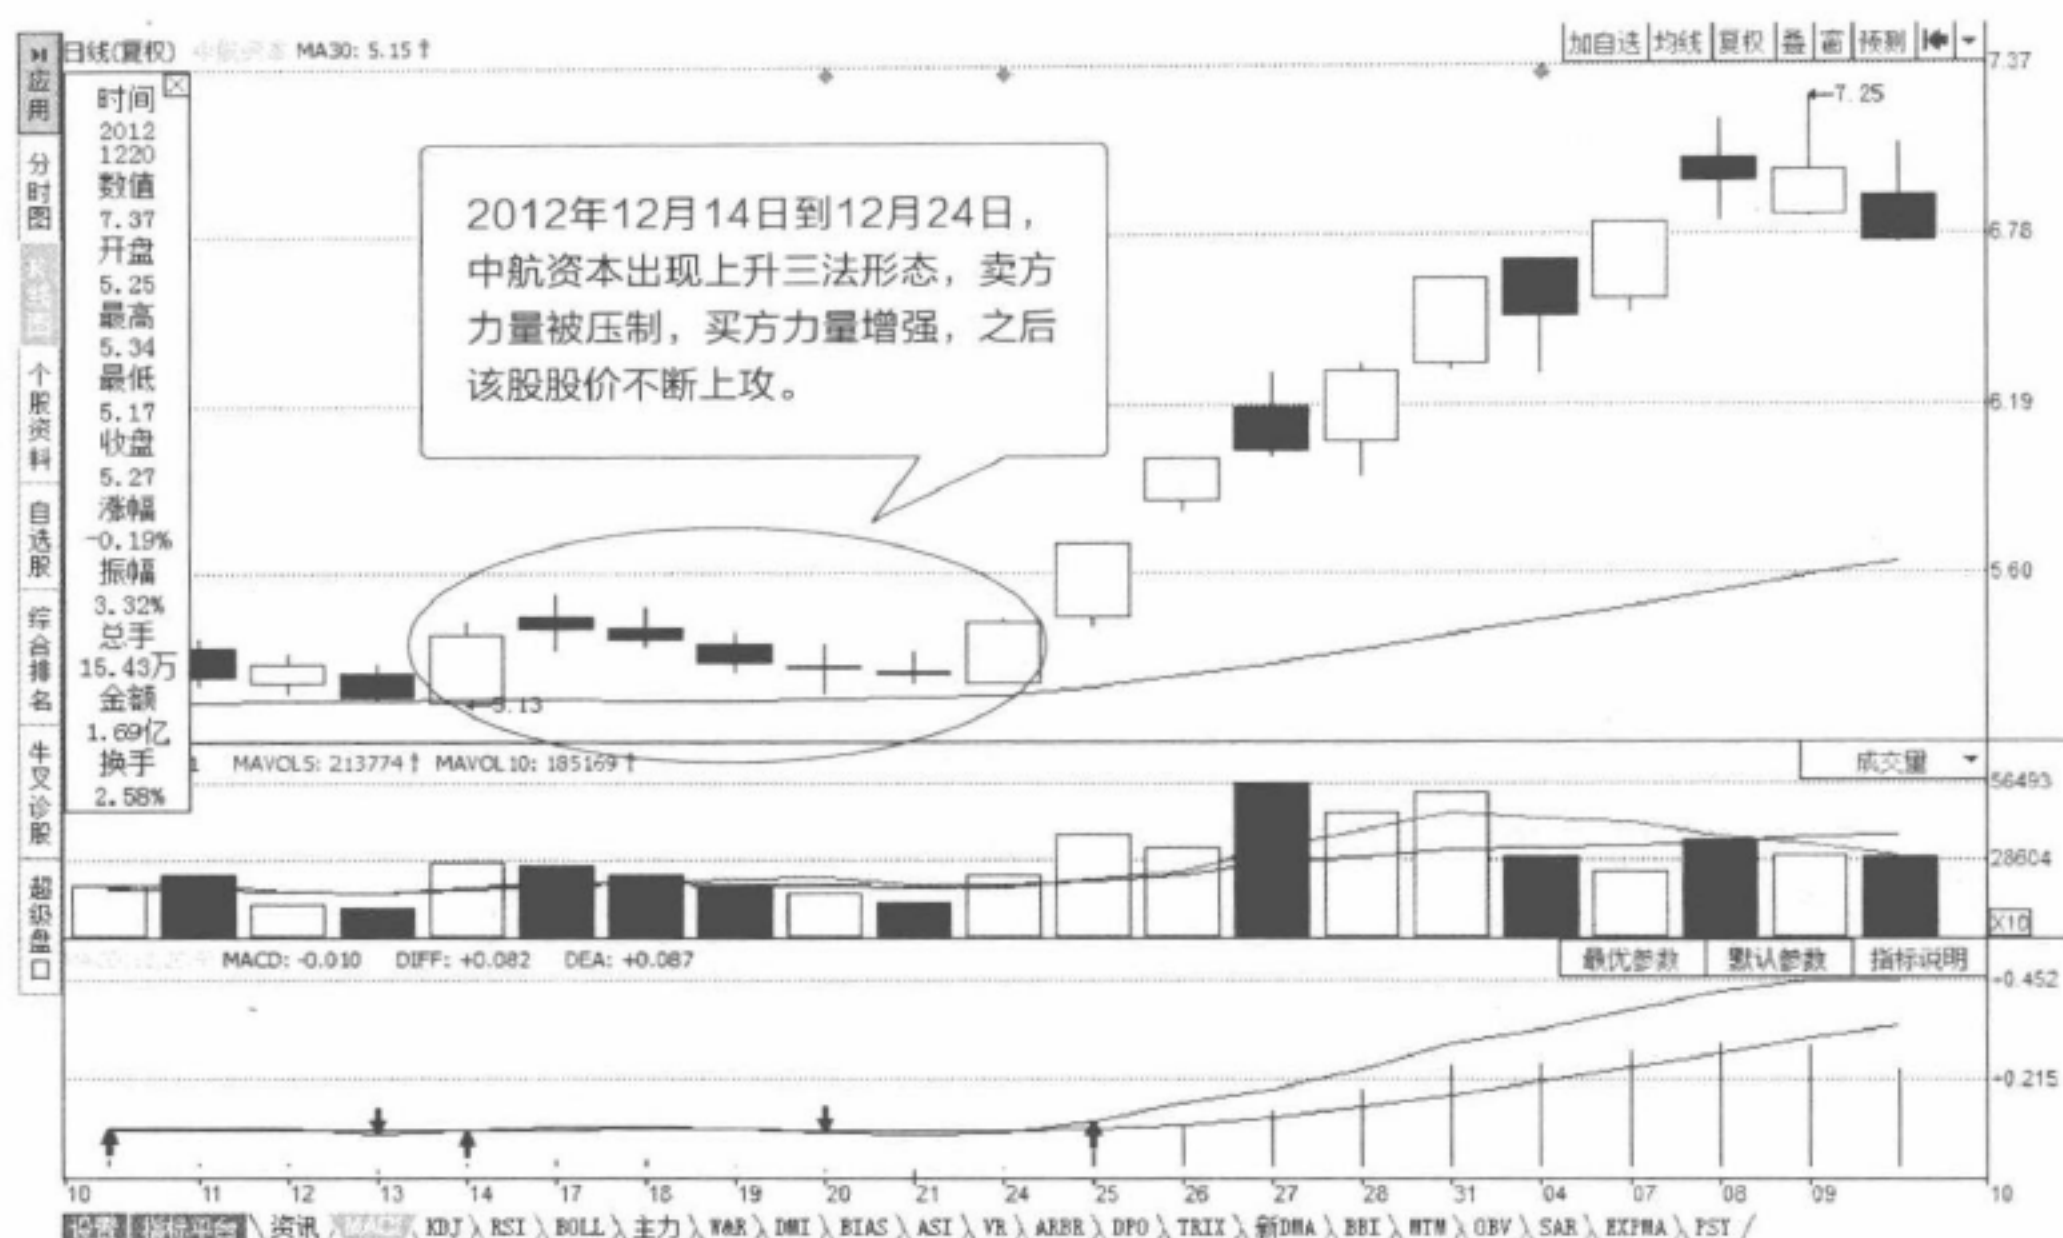 日线(复权) 中航资本 MA30: 5.15↑
加自选 均线 复权 叠 窗 预测
应用
分时图
个股资料
自选股
综合排名
牛叉诊股
超级盘口
时间
2012
1220
数值
7.37
开盘
5.25
最高
5.34
最低
5.17
收盘
5.27
涨幅
-0.19%
振幅
3.32%
总手
15.43万
金额
1.69亿
换手
2.58%
2012年12月14日到12月24日，
中航资本出现上升三法形态，卖方
力量被压制，买方力量增强，之后
该股股价不断上攻。
7.25
5.13
7.37
6.78
6.19
5.60
MAVOL5: 213774↑ MAVOL10: 185169↑
成交量
56493
28604
X10
MACD: -0.010 DIFF: +0.082 DEA: +0.087
最优参数 默认参数 指标说明
+0.452
+0.215
10 11 12 13 14 17 18 19 20 21 24 25 26 27 28 31 04 07 08 09 10
资讯 MACD KDJ RSI BOLL 主力 W&R DMI BIAS ASI VR ARBR DPO TRIX 新DMA BBI MTM OBV SAR EXPMA PSY